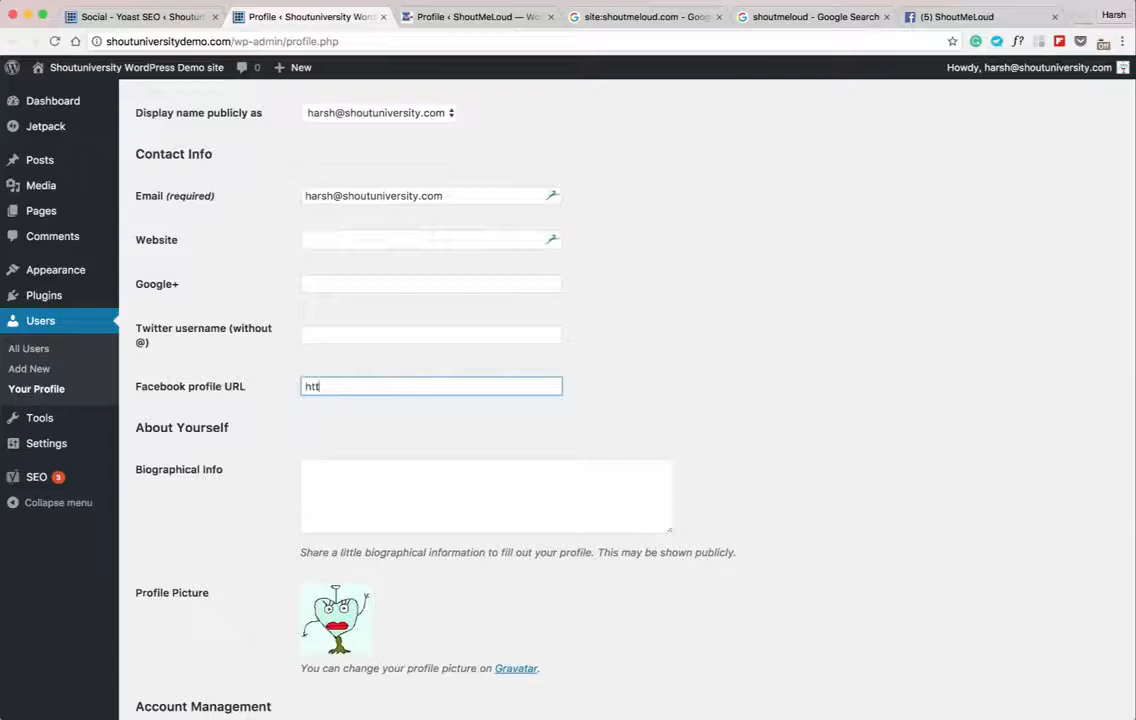 Social - Yoast SEO ‹ Shoutun
Profile ‹ Shoutuniversity Wor
Profile ‹ ShoutMeLoud — Wo
site:shoutmeloud.com - Goog
shoutmeloud - Google Search
(5) ShoutMeLoud
Harsh
shoutuniversitydemo.com/wp-admin/profile.php
Shoutuniversity WordPress Demo site
0
New
Howdy, harsh@shoutuniversity.com
Dashboard
Jetpack
Posts
Media
Pages
Comments
Appearance
Plugins
Users
All Users
Add New
Your Profile
Tools
Settings
SEO 3
Collapse menu
Display name publicly as
harsh@shoutuniversity.com
Contact Info
Email (required)
harsh@shoutuniversity.com
Website
Google+
Twitter username (without
@)
Facebook profile URL
htt
About Yourself
Biographical Info
Share a little biographical information to fill out your profile. This may be shown publicly.
Profile Picture
You can change your profile picture on Gravatar.
Account Management